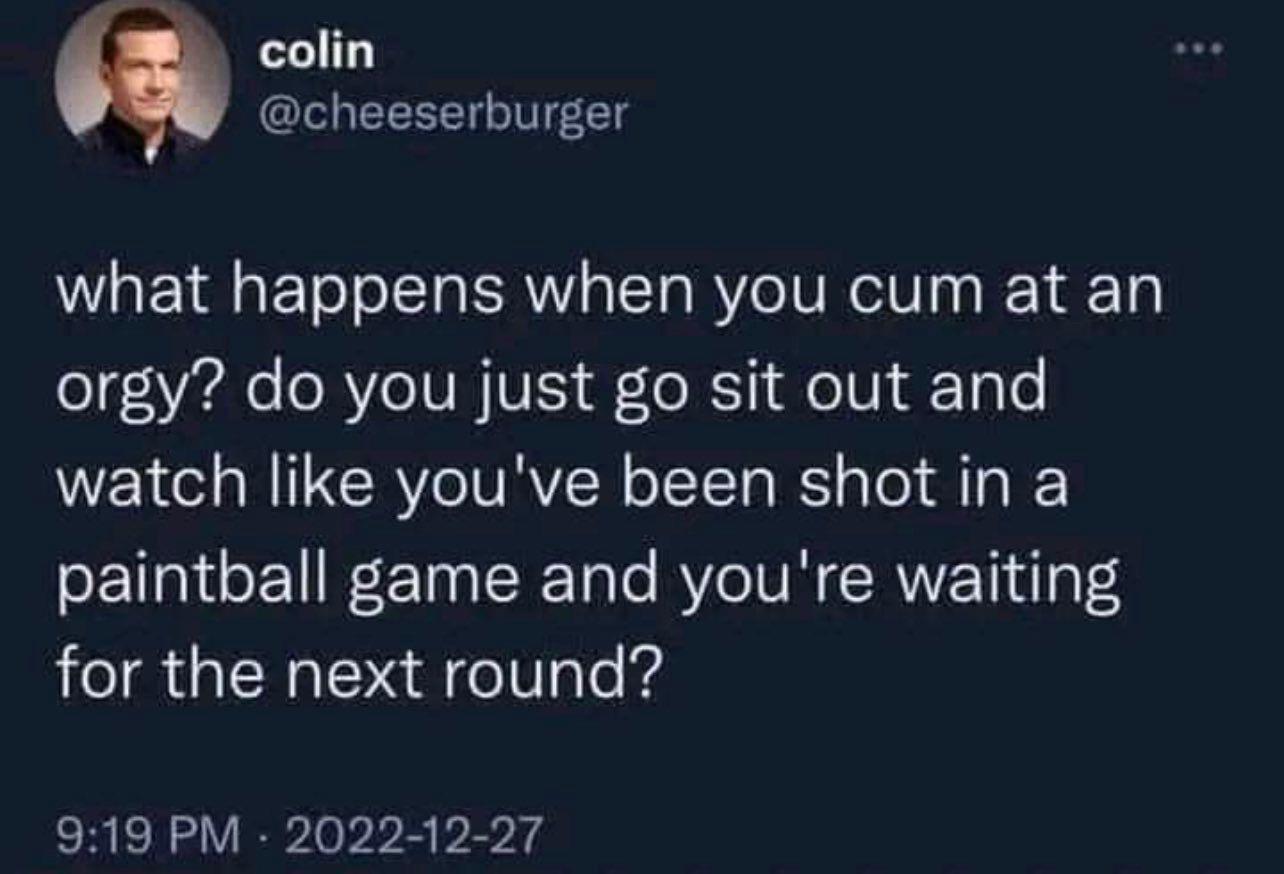 colin
@cheeserburger
what happens when you cum at an
orgy? do you just go sit out and
watch like you've been shot in a
paintball game and you're waiting
for the next round?
9:19 PM · 2022-12-27